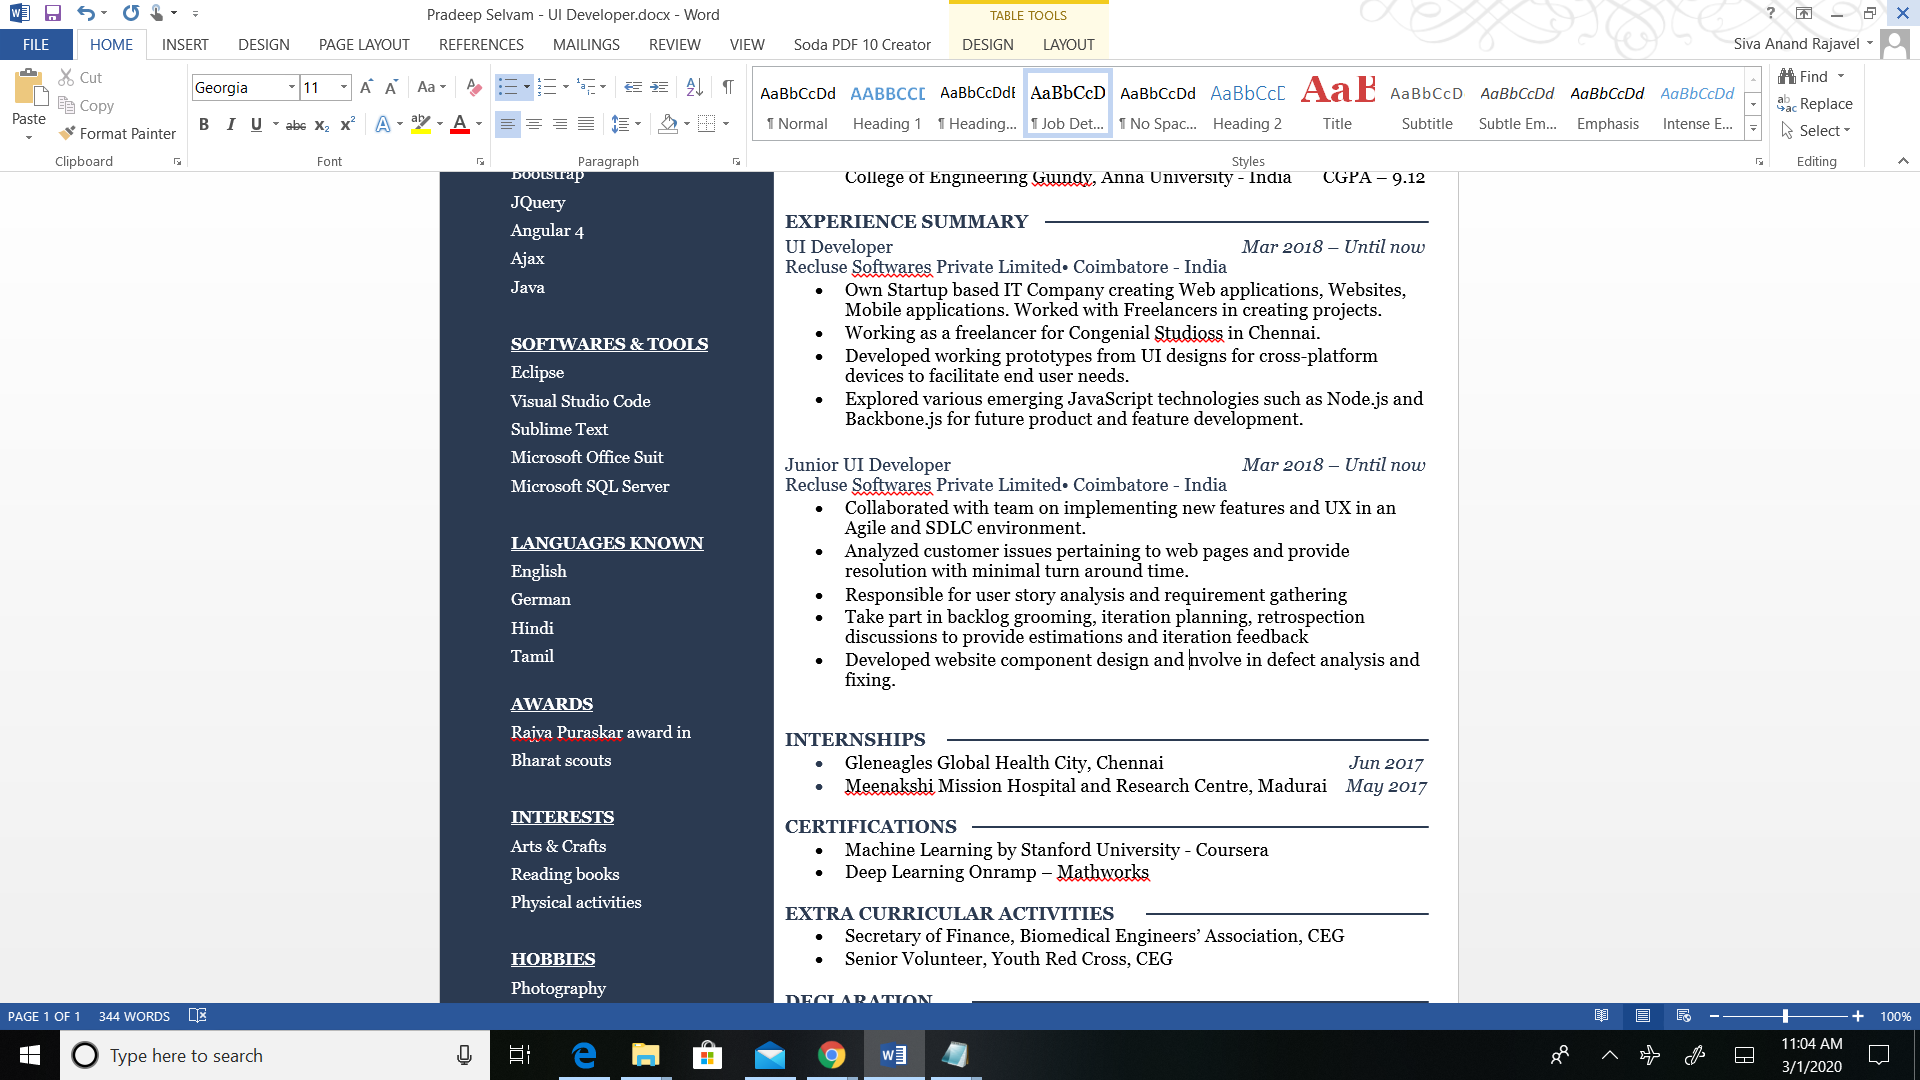 Pradeep Selvam - UI Developer.docx - Word
TABLE TOOLS
?
FILE
HOME
INSERT
DESIGN
PAGE LAYOUT
REFERENCES
MAILINGS
REVIEW
VIEW
Soda PDF 10 Creator
DESIGN
LAYOUT
Siva Anand Rajavel
Paste
Cut
Copy
Format Painter
Clipboard
Georgia
11
Font
Paragraph
AaBbCcDd
¶ Normal
AABBCCD
Heading 1
AaBbCcDdE
¶ Heading...
AaBbCcD
¶ Job Det...
AaBbCcDd
¶ No Spac...
AaBbCcD
Heading 2
AaB
Title
AaBbCcD
Subtitle
AaBbCcDd
Subtle Em...
AaBbCcDd
Emphasis
AaBbCcDd
Intense E...
Styles
Find
Replace
Select
Editing
Bootstrap
JQuery
Angular 4
Ajax
Java
SOFTWARES & TOOLS
Eclipse
Visual Studio Code
Sublime Text
Microsoft Office Suit
Microsoft SQL Server
LANGUAGES KNOWN
English
German
Hindi
Tamil
AWARDS
Rajya Puraskar award in
Bharat scouts
INTERESTS
Arts & Crafts
Reading books
Physical activities
HOBBIES
Photography
College of Engineering Guindy, Anna University - India CGPA – 9.12
EXPERIENCE SUMMARY
UI Developer Mar 2018 – Until now
Recluse Softwares Private Limited• Coimbatore - India
• Own Startup based IT Company creating Web applications, Websites,
Mobile applications. Worked with Freelancers in creating projects.
• Working as a freelancer for Congenial Studioss in Chennai.
• Developed working prototypes from UI designs for cross-platform
devices to facilitate end user needs.
• Explored various emerging JavaScript technologies such as Node.js and
Backbone.js for future product and feature development.
Junior UI Developer Mar 2018 – Until now
Recluse Softwares Private Limited• Coimbatore - India
• Collaborated with team on implementing new features and UX in an
Agile and SDLC environment.
• Analyzed customer issues pertaining to web pages and provide
resolution with minimal turn around time.
• Responsible for user story analysis and requirement gathering
• Take part in backlog grooming, iteration planning, retrospection
discussions to provide estimations and iteration feedback
• Developed website component design and involve in defect analysis and
fixing.
INTERNSHIPS
• Gleneagles Global Health City, Chennai Jun 2017
• Meenakshi Mission Hospital and Research Centre, Madurai May 2017
CERTIFICATIONS
• Machine Learning by Stanford University - Coursera
• Deep Learning Onramp – Mathworks
EXTRA CURRICULAR ACTIVITIES
• Secretary of Finance, Biomedical Engineers’ Association, CEG
• Senior Volunteer, Youth Red Cross, CEG
DECLARATION
PAGE 1 OF 1
344 WORDS
100%
Type here to search
11:04 AM
3/1/2020